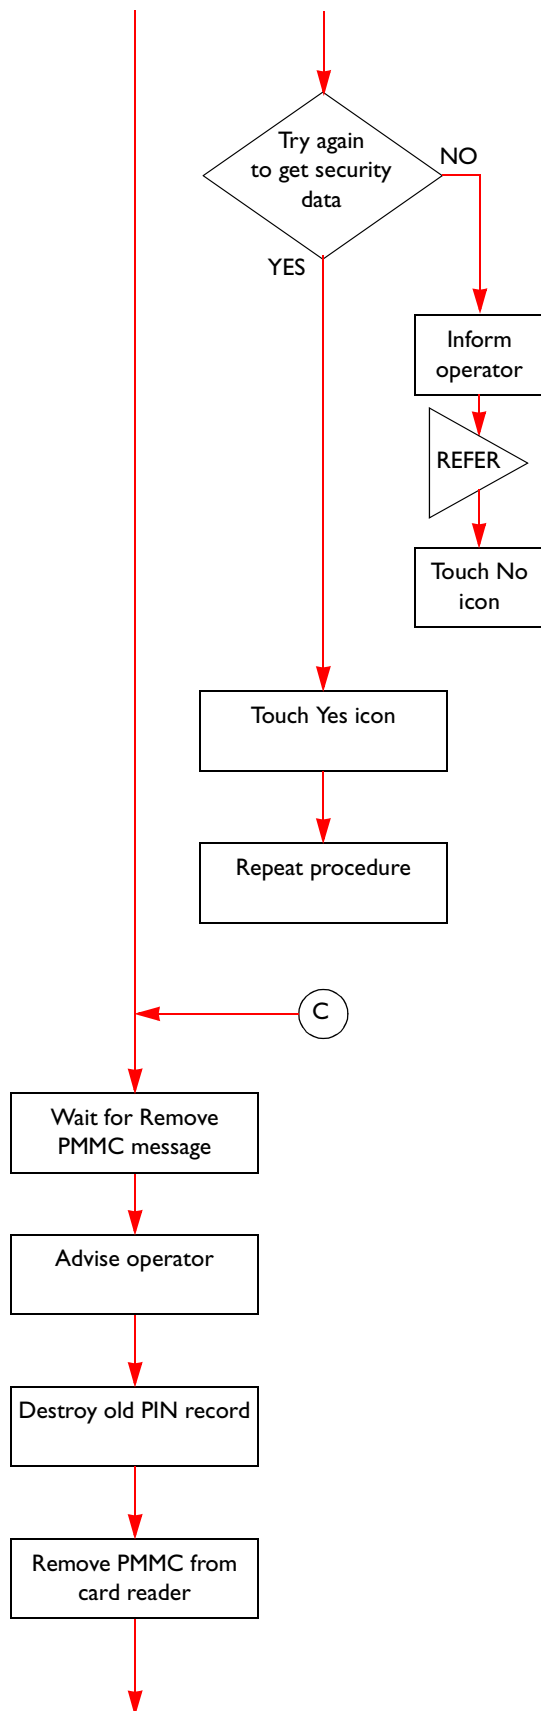 Try again
to get security
data
NO
YES
Inform
operator
REFER
Touch No
icon
Touch Yes icon
Repeat procedure
C
Wait for Remove
PMMC message
Advise operator
Destroy old PIN record
Remove PMMC from
card reader